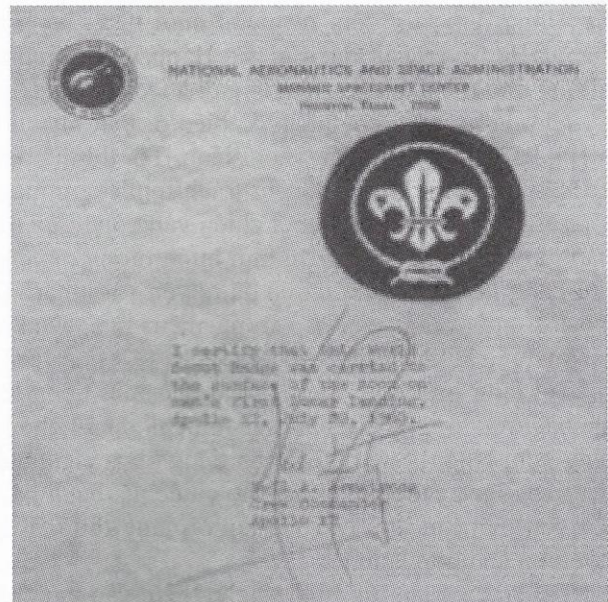 NATIONAL AERONAUTICS AND SPACE ADMINISTRATION
MANNED SPACECRAFT CENTER
HOUSTON, TEXAS
I certify that this World
Scout Badge was carried to
the surface of the moon on
man's first lunar landing,
Apollo 11, July 20, 1969.
Neil A. Armstrong
Crew Commander
Apollo 11